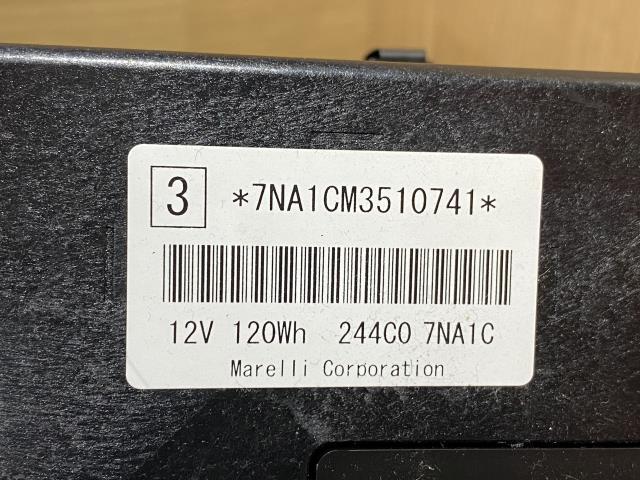 3 *7NA1CM3510741*
12V 120Wh 244C0 7NA1C
Marelli Corporation